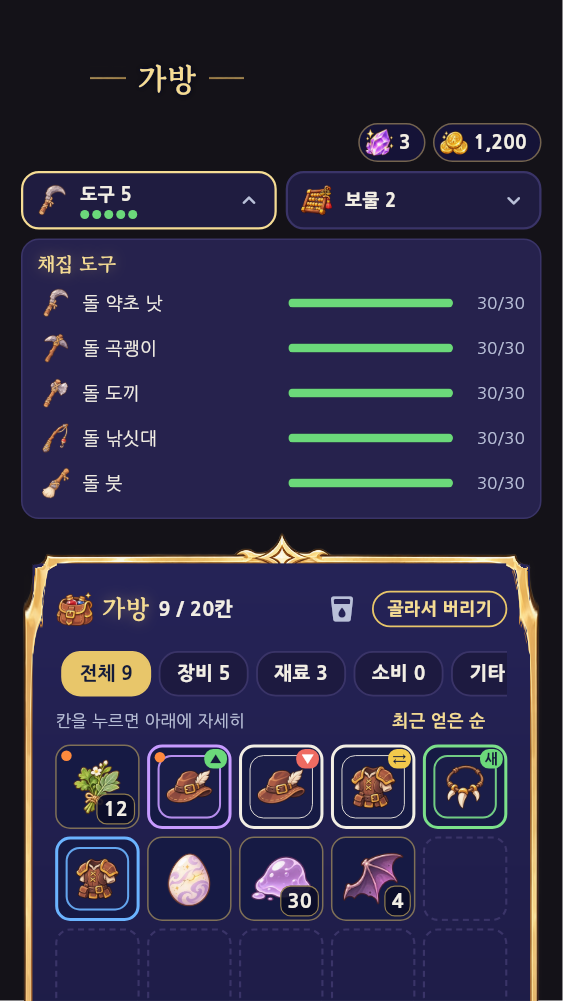 가방
3 1,200
도구 5 보물 2
채집 도구
돌 약초 낫 30/30
돌 곡괭이 30/30
돌 도끼 30/30
돌 낚싯대 30/30
돌 붓 30/30
가방 9 / 20칸 골라서 버리기
전체 9 장비 5 재료 3 소비 0 기타
칸을 누르면 아래에 자세히 최근 얻은 순
12 새
30 4